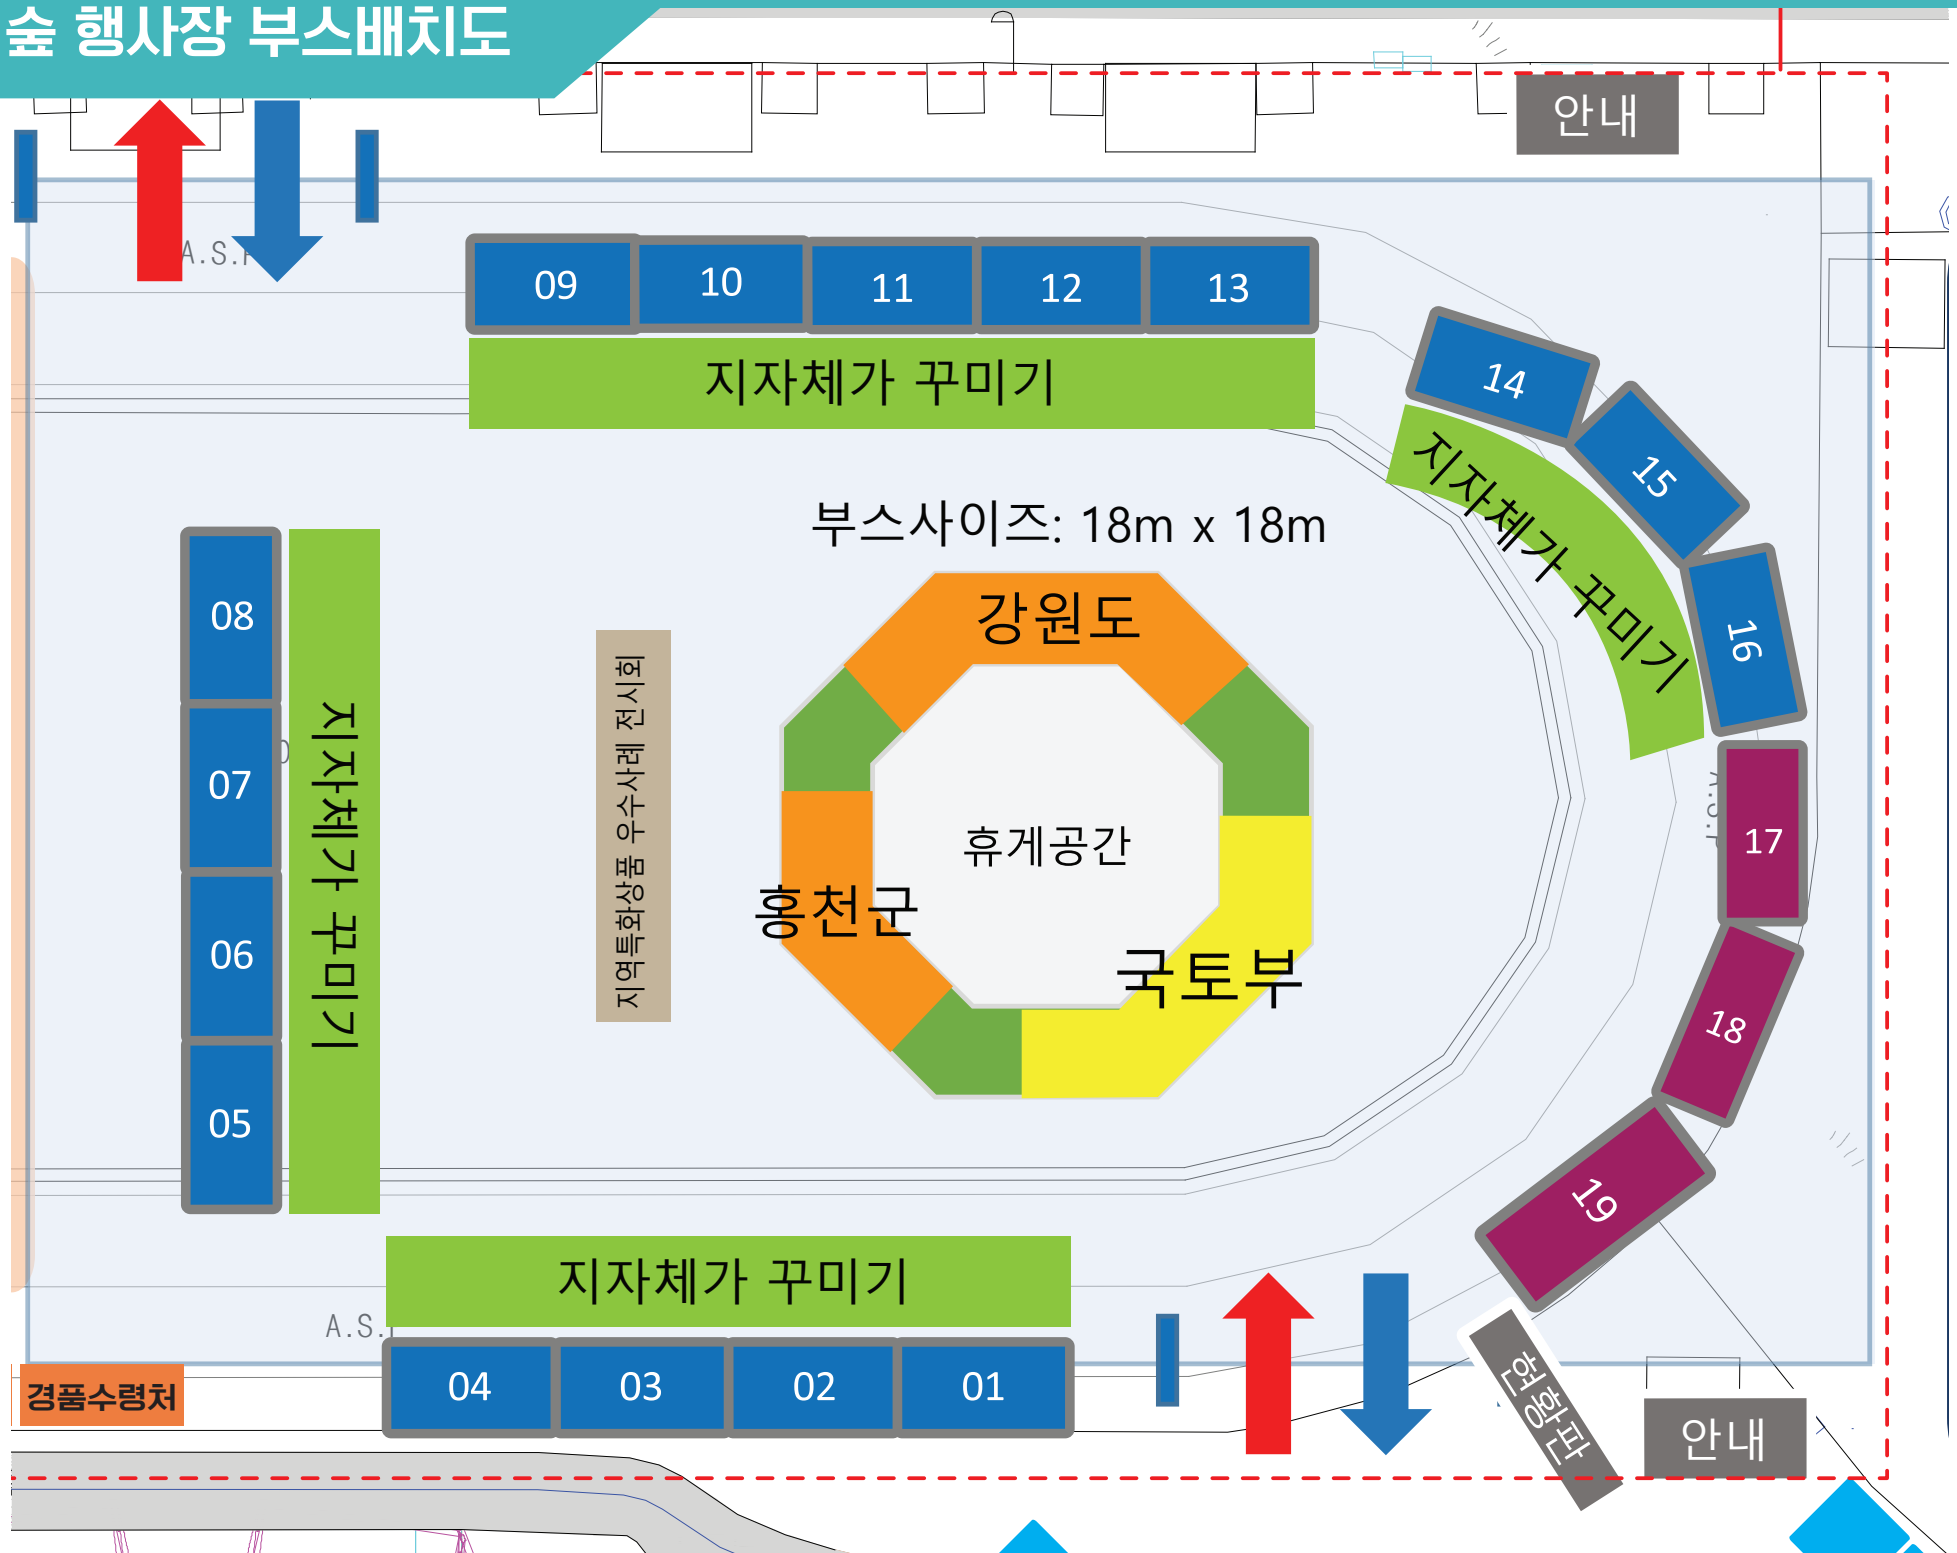 숲 행사장 부스배치도
안내
A.S.P
09
10
11
12
13
지자체가 꾸미기
14
15
16
지자체가 꾸미기
부스사이즈: 18m x 18m
강원도
홍천군
국토부
휴게공간
지역특화상품 우수사례 전시회
08
07
06
05
지자체가 꾸미기
17
18
19
A.S.P
지자체가 꾸미기
A.S.
04
03
02
01
경품수령처
현황판
안내